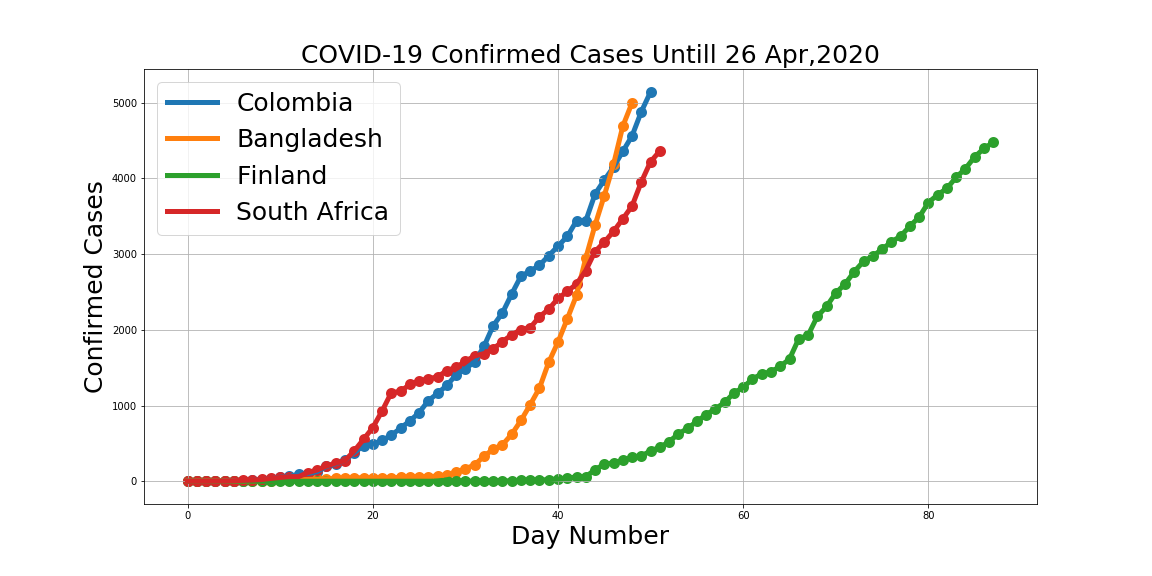 COVID-19 Confirmed Cases Untill 26 Apr,2020
Colombia
Bangladesh
Finland
South Africa
Confirmed Cases
5000
4000
3000
2000
1000
0
0 20 40 60 80
Day Number